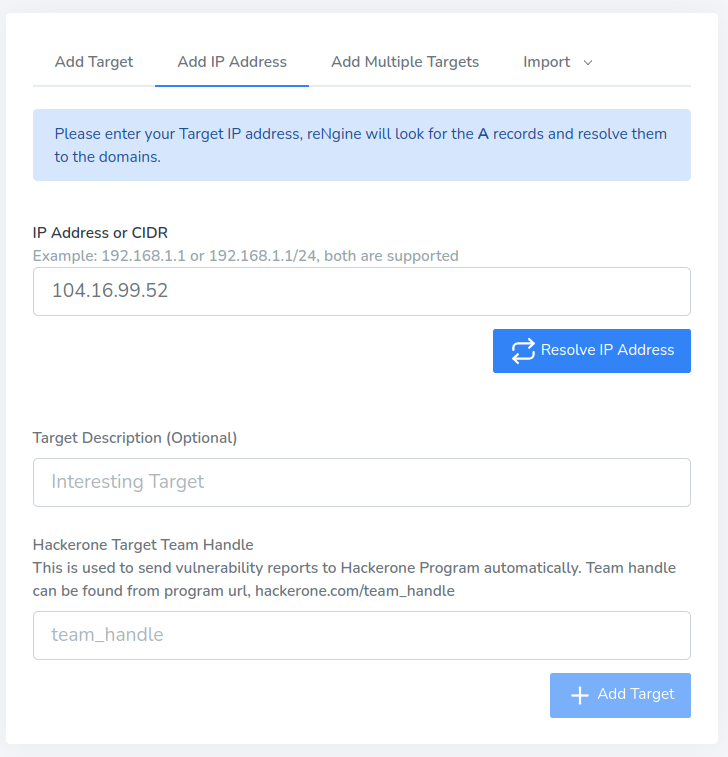 Add Target Add IP Address Add Multiple Targets Import
Please enter your Target IP address, reNgine will look for the A records and resolve them
to the domains.
IP Address or CIDR
Example: 192.168.1.1 or 192.168.1.1/24, both are supported
104.16.99.52
Resolve IP Address
Target Description (Optional)
Interesting Target
Hackerone Target Team Handle
This is used to send vulnerability reports to Hackerone Program automatically. Team handle
can be found from program url, hackerone.com/team_handle
team_handle
Add Target